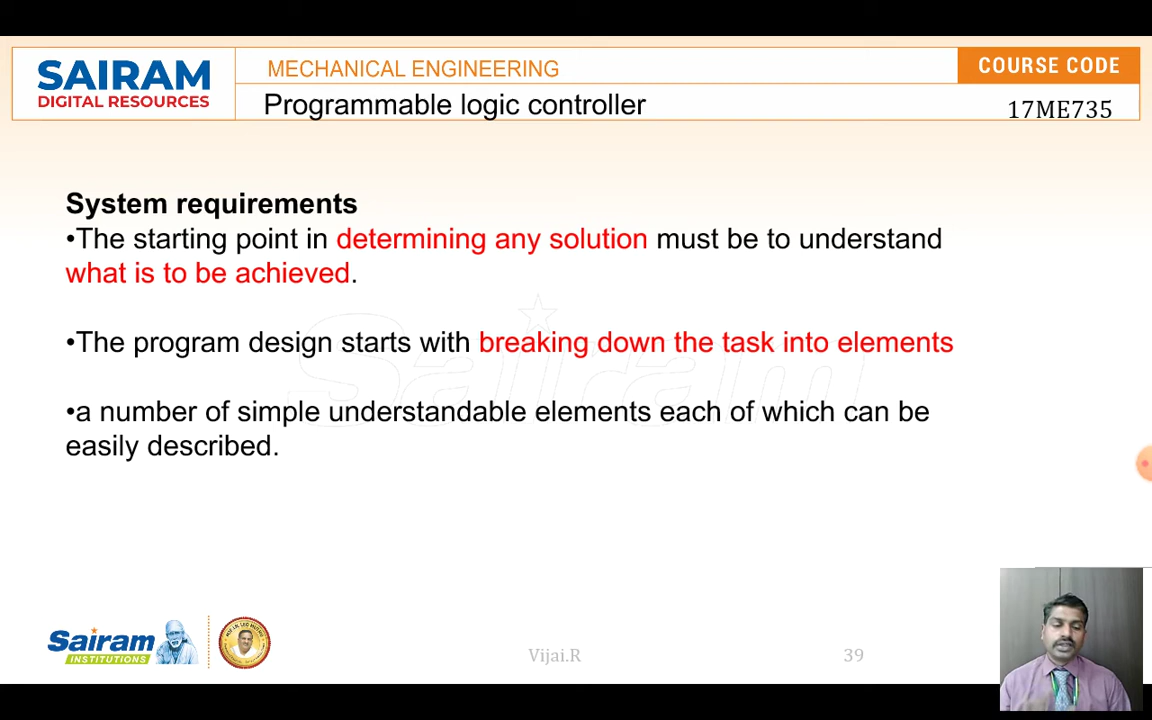 SAIRAM
DIGITAL RESOURCES
MECHANICAL ENGINEERING
COURSE CODE
Programmable logic controller
17ME735
System requirements
•The starting point in determining any solution must be to understand
what is to be achieved.
•The program design starts with breaking down the task into elements
•a number of simple understandable elements each of which can be
easily described.
Sairam
Sairam
INSTITUTIONS
Vijai.R
39